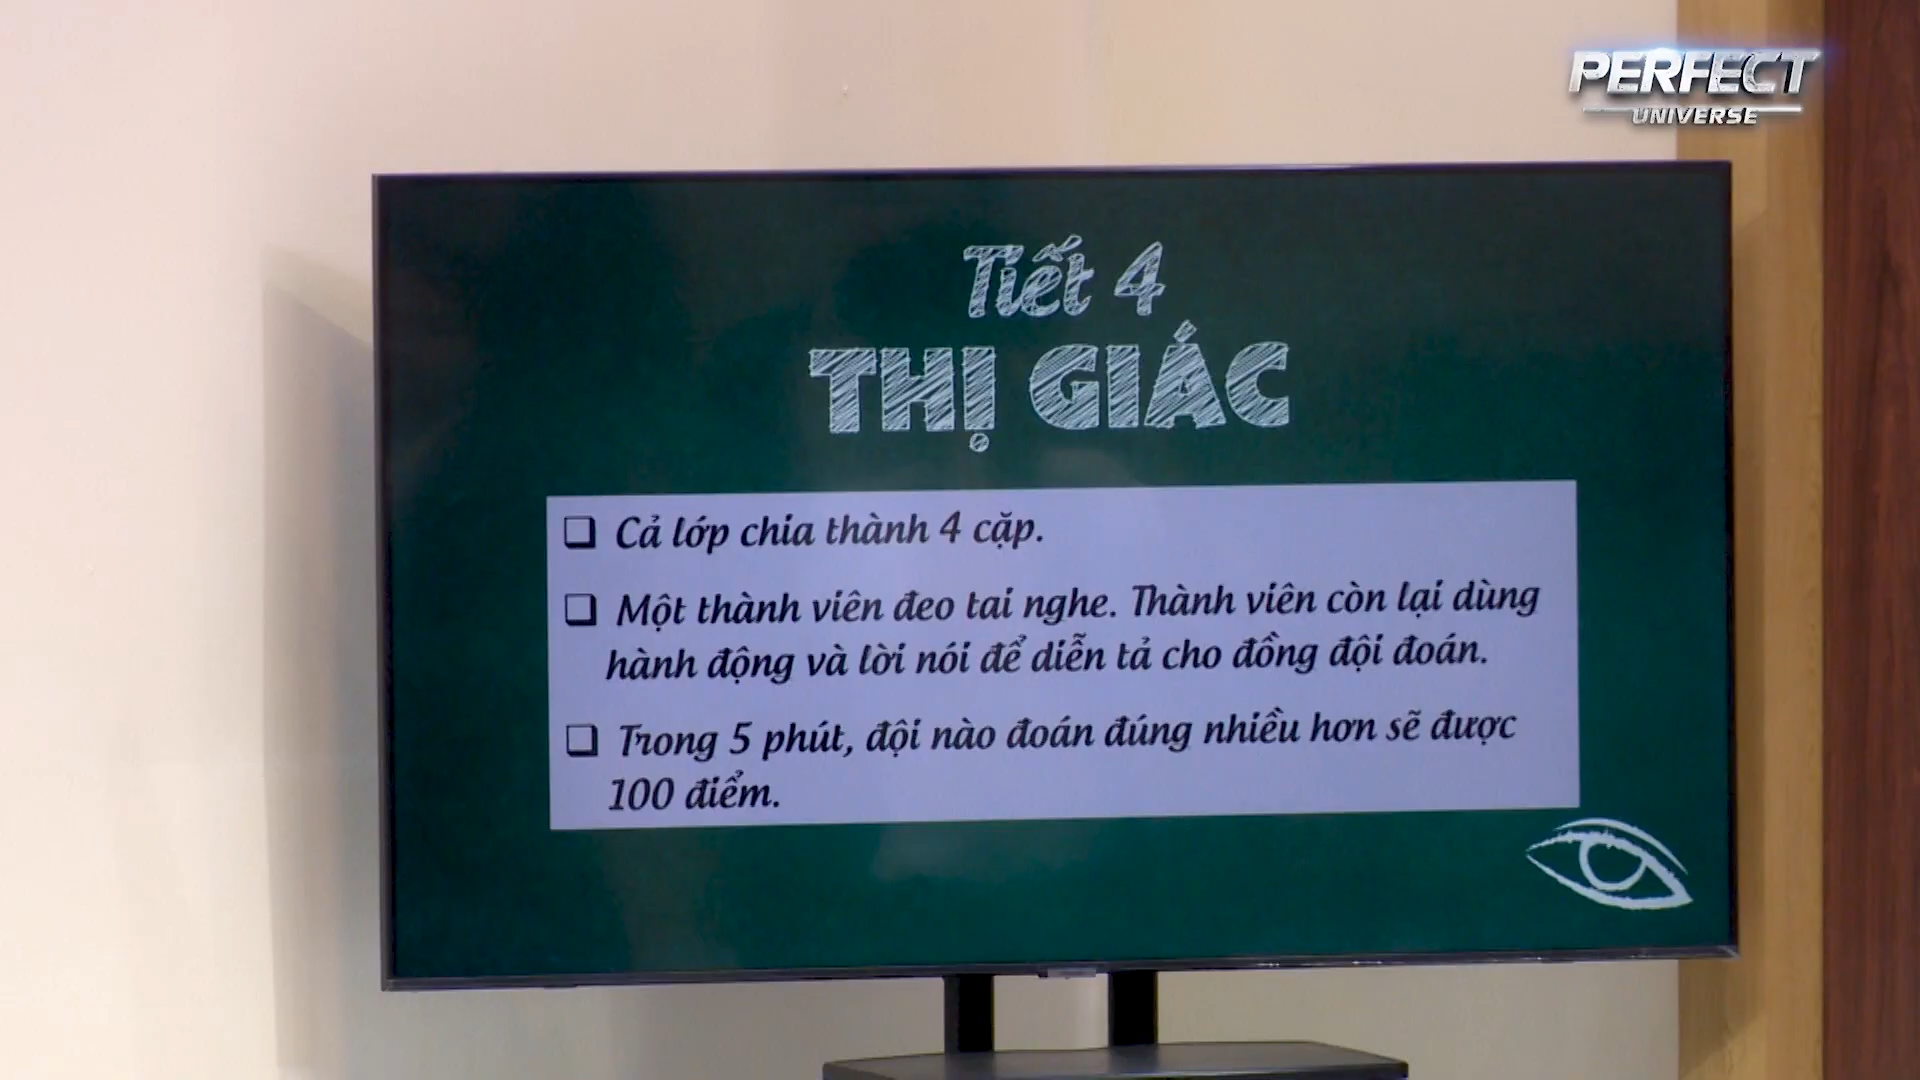 PERFECT
UNIVERSE
Tiết 4
THỊ GIÁC
Cả lớp chia thành 4 cặp.
Một thành viên đeo tai nghe. Thành viên còn lại dùng
hành động và lời nói để diễn tả cho đồng đội đoán.
Trong 5 phút, đội nào đoán đúng nhiều hơn sẽ được
100 điểm.